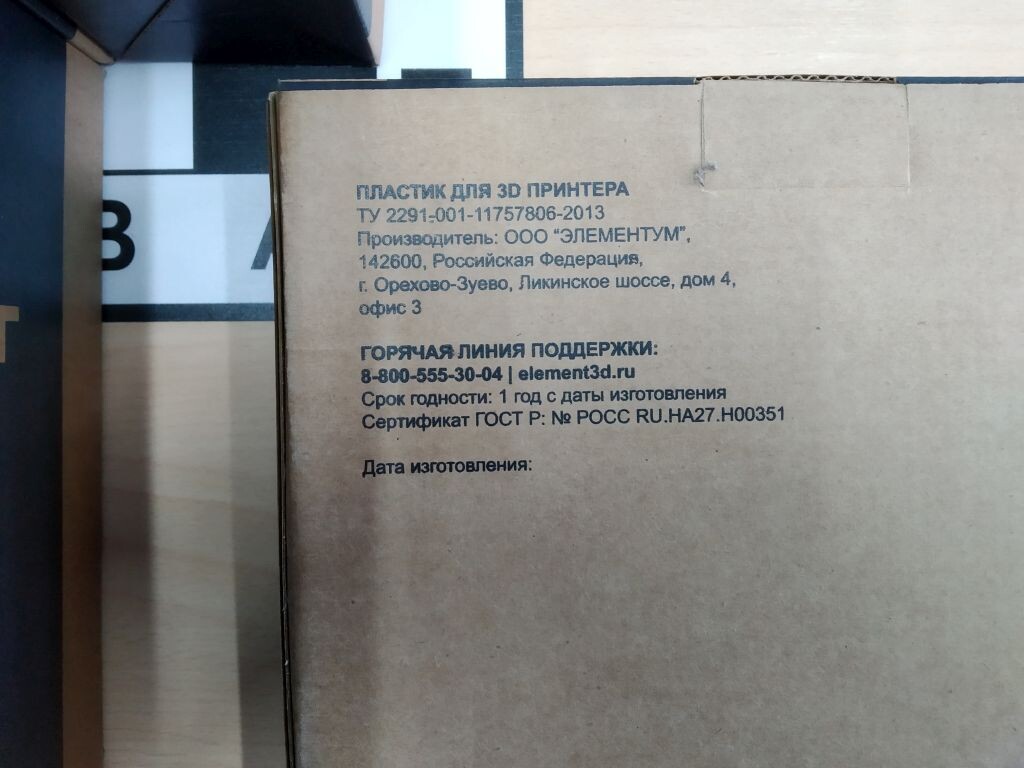 ПЛАСТИК ДЛЯ 3D ПРИНТЕРА
ТУ 2291-001-11757806-2013
Производитель: ООО "ЭЛЕМЕНТУМ",
142600, Российская Федерация,
г. Орехово-Зуево, Ликинское шоссе, дом 4,
офис 3
ГОРЯЧАЯ ЛИНИЯ ПОДДЕРЖКИ:
8-800-555-30-04 | element3d.ru
Срок годности: 1 год с даты изготовления
Сертификат ГОСТ Р: № РОСС RU.НА27.Н00351
Дата изготовления: